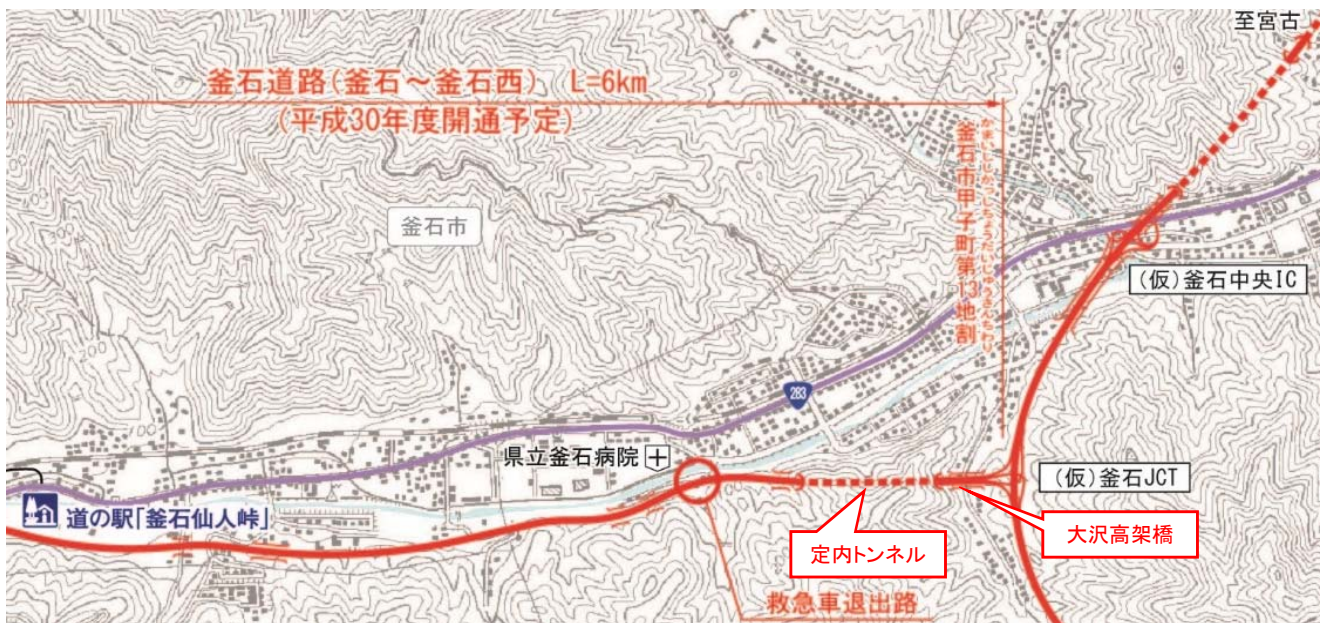 至宮古
釜石道路(釜石～釜石西) L=6km
(平成30年度開通予定)
かまいしし かっしちょうだいじゅうさんちわり
釜石市甲子町第13地割
釜石市
(仮)釜石中央IC
283
県立釜石病院
(仮)釜石JCT
道の駅「釜石仙人峠」
大沢高架橋
定内トンネル
救急車退出路
200
100